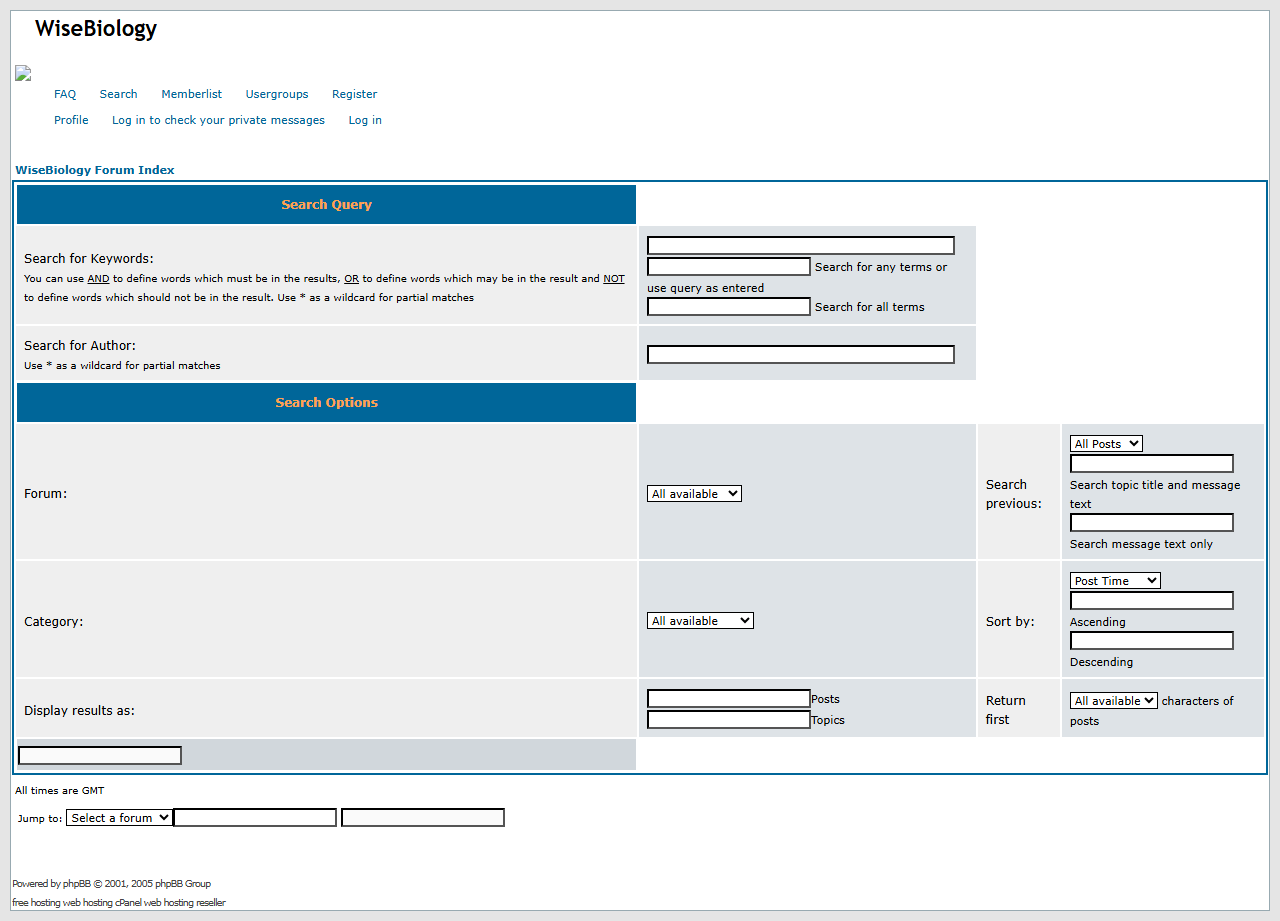 WiseBiology
FAQ Search Memberlist Usergroups Register
Profile Log in to check your private messages Log in
WiseBiology Forum Index
Search Query
Search for Keywords:
You can use AND to define words which must be in the results, OR to define words which may be in the result and NOT
to define words which should not be in the result. Use * as a wildcard for partial matches
Search for any terms or
use query as entered
Search for all terms
Search for Author:
Use * as a wildcard for partial matches
Search Options
Forum:
All available
Search
previous:
All Posts
Search topic title and message
text
Search message text only
Category:
All available
Sort by:
Post Time
Ascending
Descending
Display results as:
Posts
Topics
Return
first
All available characters of
posts
All times are GMT
Jump to: Select a forum
Powered by phpBB © 2001, 2005 phpBB Group
free hosting web hosting cPanel web hosting reseller